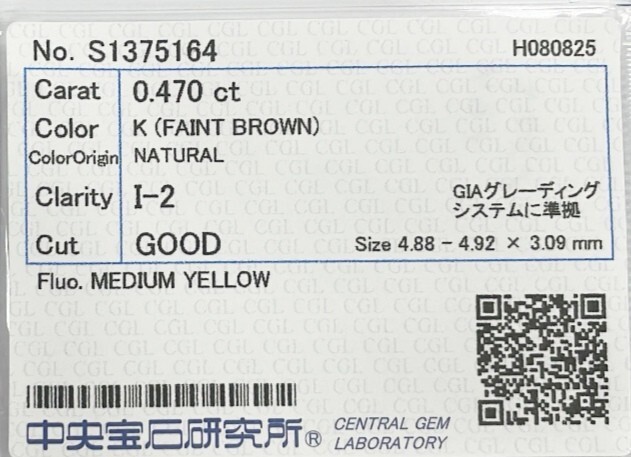 No. S1375164 H080825
Carat 0.470 ct
Color K (FAINT BROWN)
ColorOrigin NATURAL
Clarity I-2
GIAグレーディング
システムに準拠
Cut GOOD Size 4.88 - 4.92 × 3.09 mm
Fluo. MEDIUM YELLOW
中央宝石研究所® CENTRAL GEM
LABORATORY